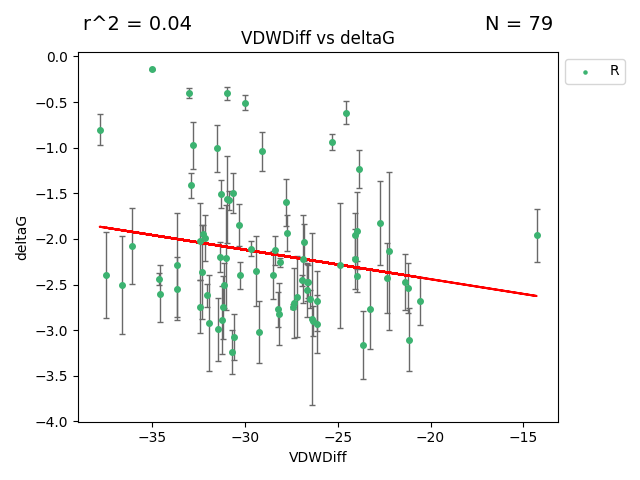 r^2 = 0.04
N = 79
VDWDiff vs deltaG
R
0.0
−0.5
−1.0
−1.5
−2.0
−2.5
−3.0
−3.5
−4.0
deltaG
−35
−30
−25
−20
−15
VDWDiff